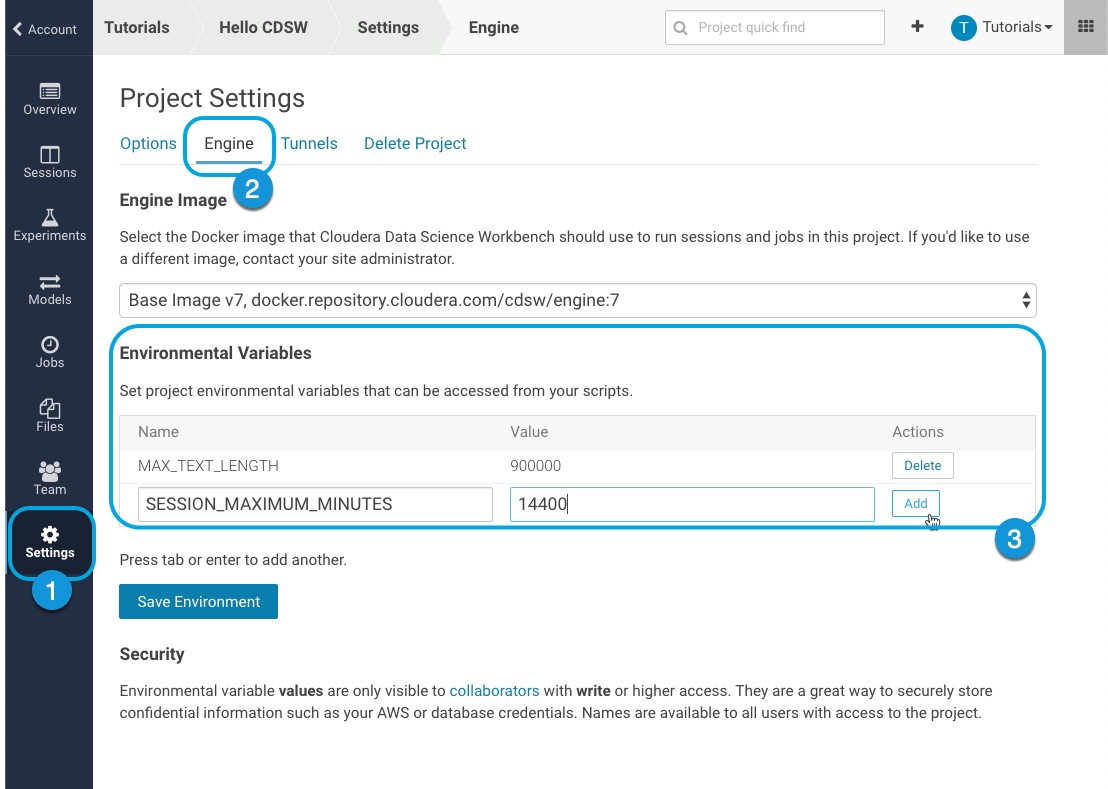 Account
Tutorials
Hello CDSW
Settings
Engine
Project quick find
T
Tutorials
Overview
Sessions
Experiments
Models
Jobs
Files
Team
Settings
1
Project Settings
Options
Engine
Tunnels
Delete Project
2
Engine Image
Select the Docker image that Cloudera Data Science Workbench should use to run sessions and jobs in this project. If you'd like to use
a different image, contact your site administrator.
Base Image v7, docker.repository.cloudera.com/cdsw/engine:7
Environmental Variables
Set project environmental variables that can be accessed from your scripts.
Name Value Actions
MAX_TEXT_LENGTH 900000 Delete
SESSION_MAXIMUM_MINUTES 14400 Add
3
Press tab or enter to add another.
Save Environment
Security
Environmental variable values are only visible to collaborators with write or higher access. They are a great way to securely store
confidential information such as your AWS or database credentials. Names are available to all users with access to the project.